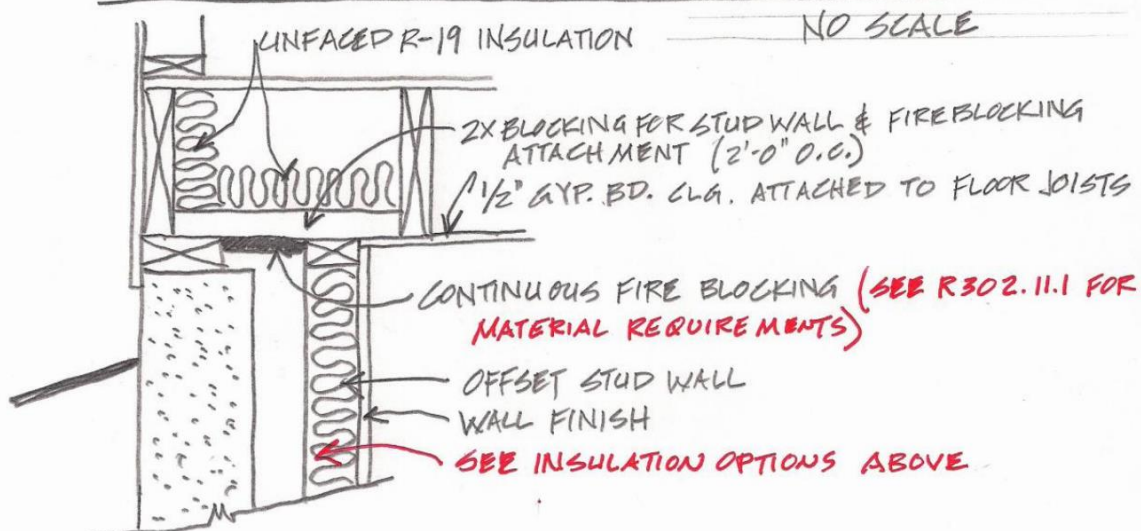 UNFACED R-19 INSULATION
NO SCALE
2X BLOCKING FOR STUD WALL & FIREBLOCKING
ATTACHMENT (2'-0" O.C.)
1/2" GYP. BD. CLG. ATTACHED TO FLOOR JOISTS
CONTINUOUS FIRE BLOCKING (SEE R302.11.1 FOR
MATERIAL REQUIREMENTS)
OFFSET STUD WALL
WALL FINISH
SEE INSULATION OPTIONS ABOVE